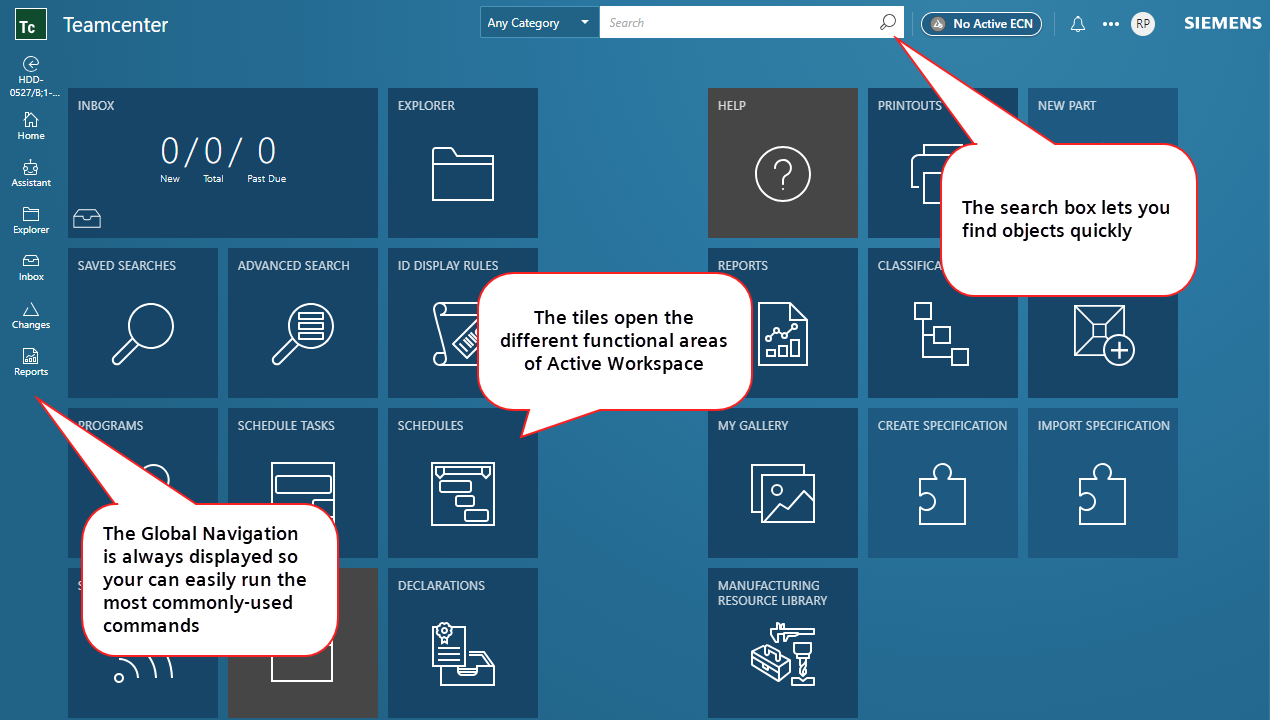 Tc
Teamcenter
Any Category
Search
No Active ECN
RP
SIEMENS
HDD-
0527/B;1-...
Home
Assistant
Explorer
Inbox
Changes
Reports
INBOX
0/0/ 0
New Total Past Due
EXPLORER
HELP
PRINTOUTS
NEW PART
The search box lets you
find objects quickly
SAVED SEARCHES
ADVANCED SEARCH
ID DISPLAY RULES
REPORTS
The tiles open the
different functional areas
of Active Workspace
PROGRAMS
SCHEDULE TASKS
SCHEDULES
MY GALLERY
CREATE SPECIFICATION
IMPORT SPECIFICATION
The Global Navigation
is always displayed so
your can easily run the
most commonly-used
commands
DECLARATIONS
MANUFACTURING
RESOURCE LIBRARY